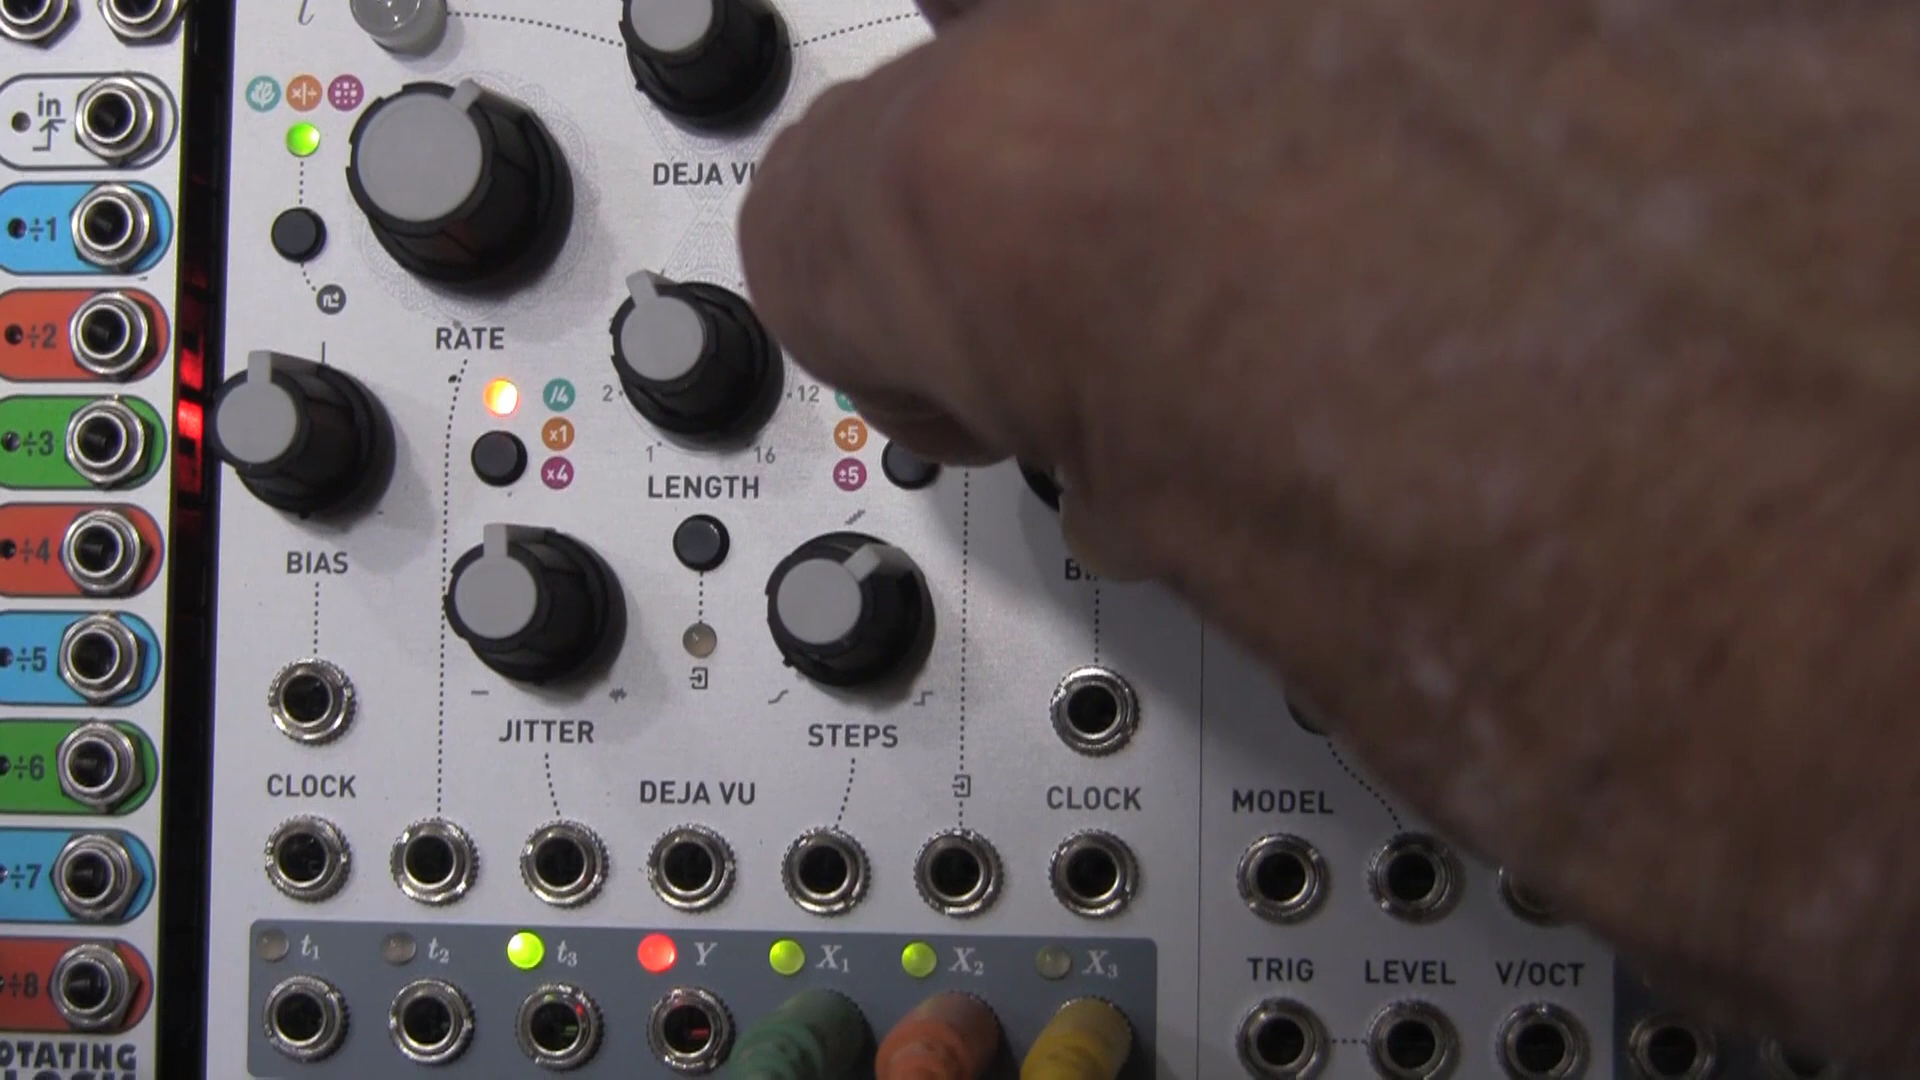 t
in
÷1
÷2
÷3
÷4
÷5
÷6
÷7
÷8
OTATING
DEJA VU
RATE
/4
x1
x4
2
12
1
16
+5
±5
LENGTH
BIAS
JITTER
STEPS
CLOCK
DEJA VU
CLOCK
MODEL
t1 t2 t3 Y X1 X2 X3
TRIG LEVEL V/OCT